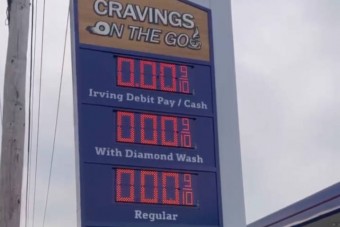 CRAVINGS
ON THE GO
0.00 9/10
Irving Debit Pay / Cash
0.00 9/10
With Diamond Wash
0.00 9/10
Regular